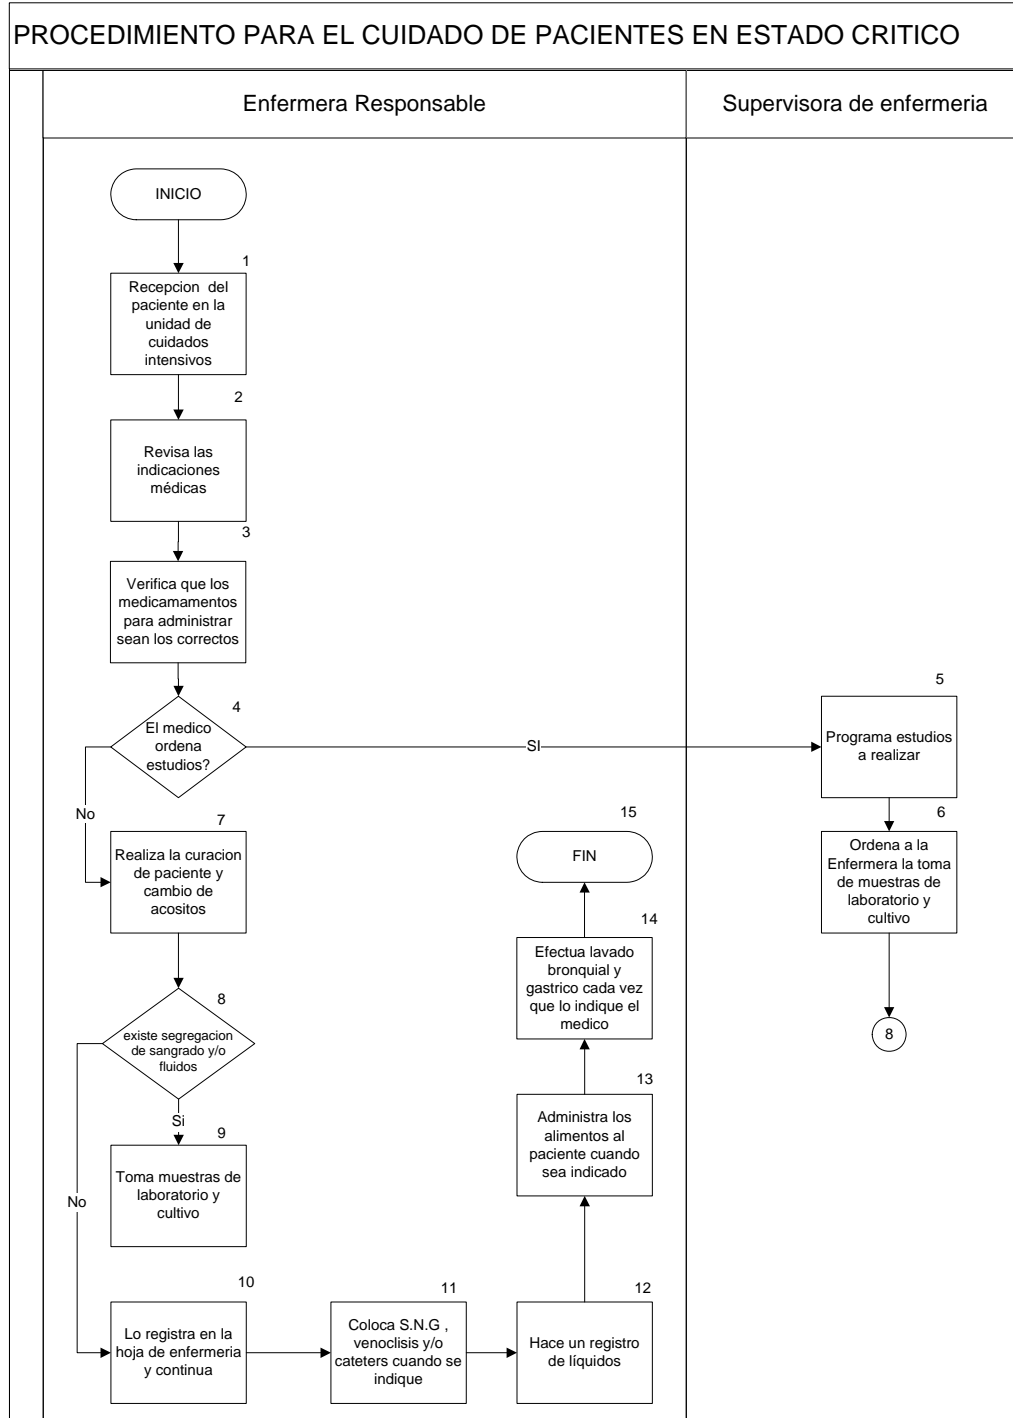 PROCEDIMIENTO PARA EL CUIDADO DE PACIENTES EN ESTADO CRITICO
Enfermera Responsable
Supervisora de enfermeria
INICIO
1
Recepcion del
paciente en la
unidad de
cuidados
intensivos
2
Revisa las
indicaciones
médicas
3
Verifica que los
medicamamentos
para administrar
sean los correctos
4
El medico
ordena
estudios?
SI
No
5
Programa estudios
a realizar
6
Ordena a la
Enfermera la toma
de muestras de
laboratorio y
cultivo
8
7
Realiza la curacion
de paciente y
cambio de
acositos
8
existe segregacion
de sangrado y/o
fluidos
Si
No
9
Toma muestras de
laboratorio y
cultivo
10
Lo registra en la
hoja de enfermeria
y continua
11
Coloca S.N.G ,
venoclisis y/o
cateters cuando se
indique
12
Hace un registro
de líquidos
13
Administra los
alimentos al
paciente cuando
sea indicado
14
Efectua lavado
bronquial y
gastrico cada vez
que lo indique el
medico
15
FIN